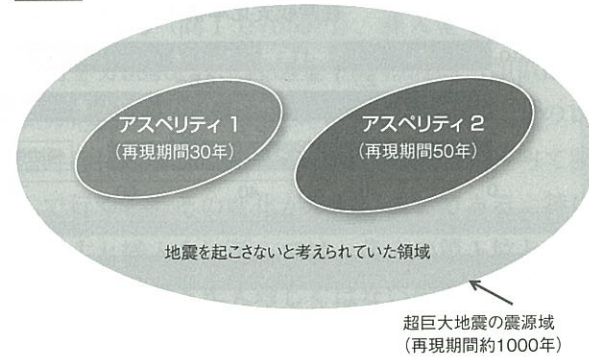 アスペリティ 1
（再現期間30年）
アスペリティ 2
（再現期間50年）
地震を起こさないと考えられていた領域
超巨大地震の震源域
（再現期間約1000年）